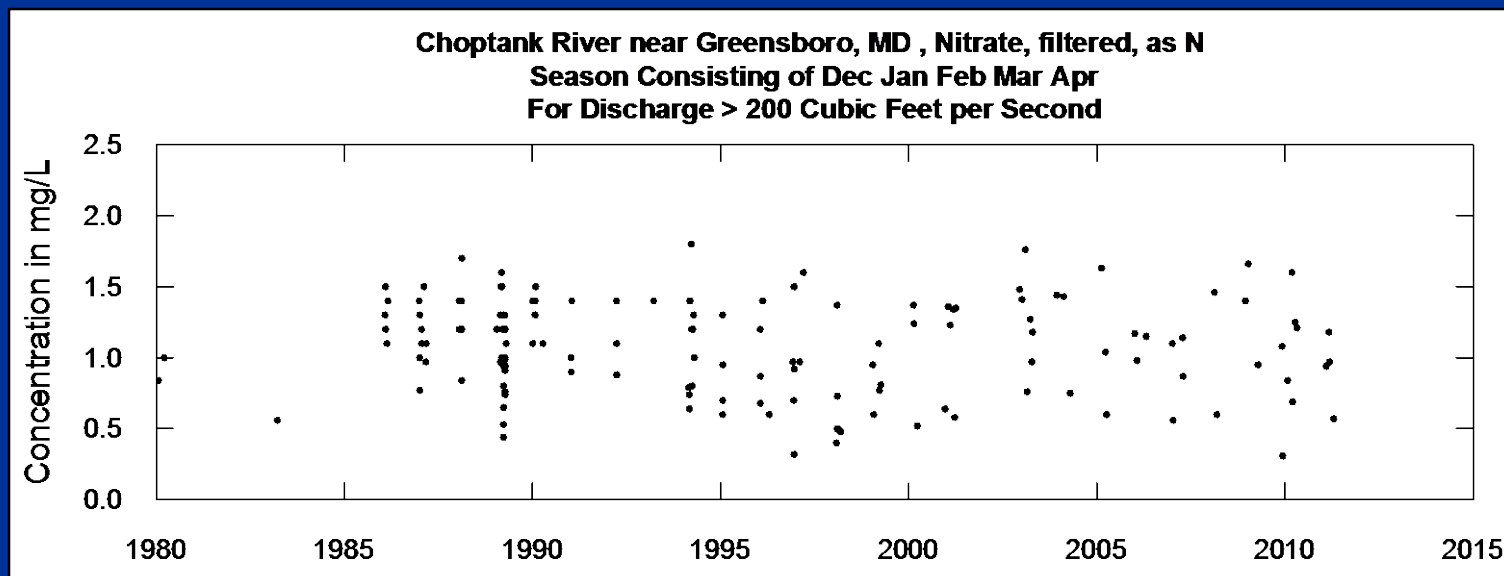 Choptank River near Greensboro, MD , Nitrate, filtered, as N
Season Consisting of Dec Jan Feb Mar Apr
For Discharge > 200 Cubic Feet per Second
Concentration in mg/L
2.5
2.0
1.5
1.0
0.5
0.0
1980 1985 1990 1995 2000 2005 2010 2015